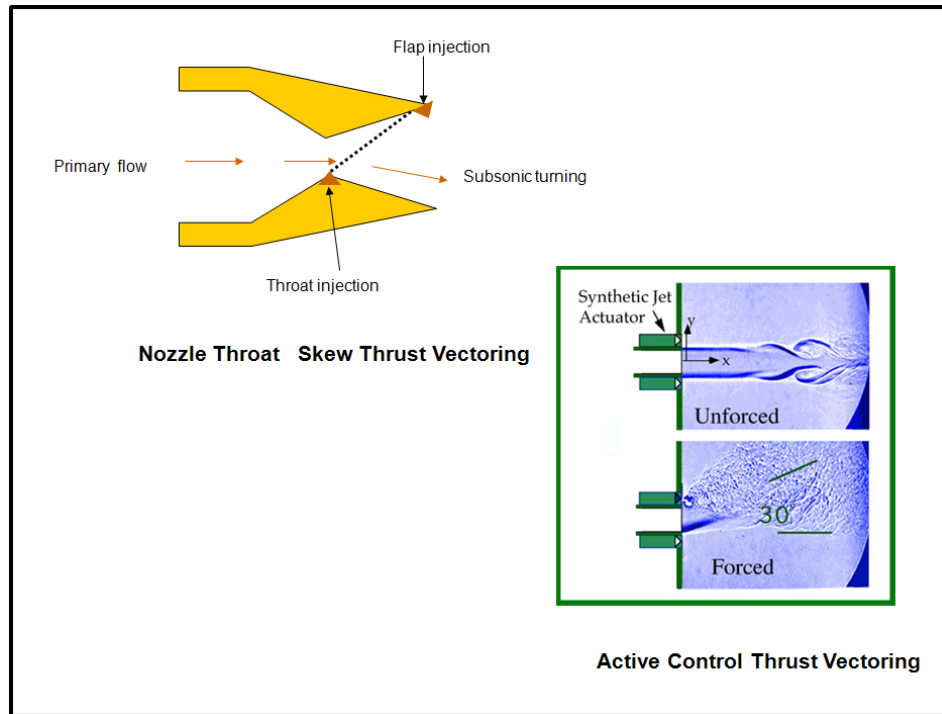 Flap injection
Primary flow
Subsonic turning
Throat injection
Nozzle Throat Skew Thrust Vectoring
Synthetic Jet
Actuator
y
x
Unforced
30°
Forced
Active Control Thrust Vectoring